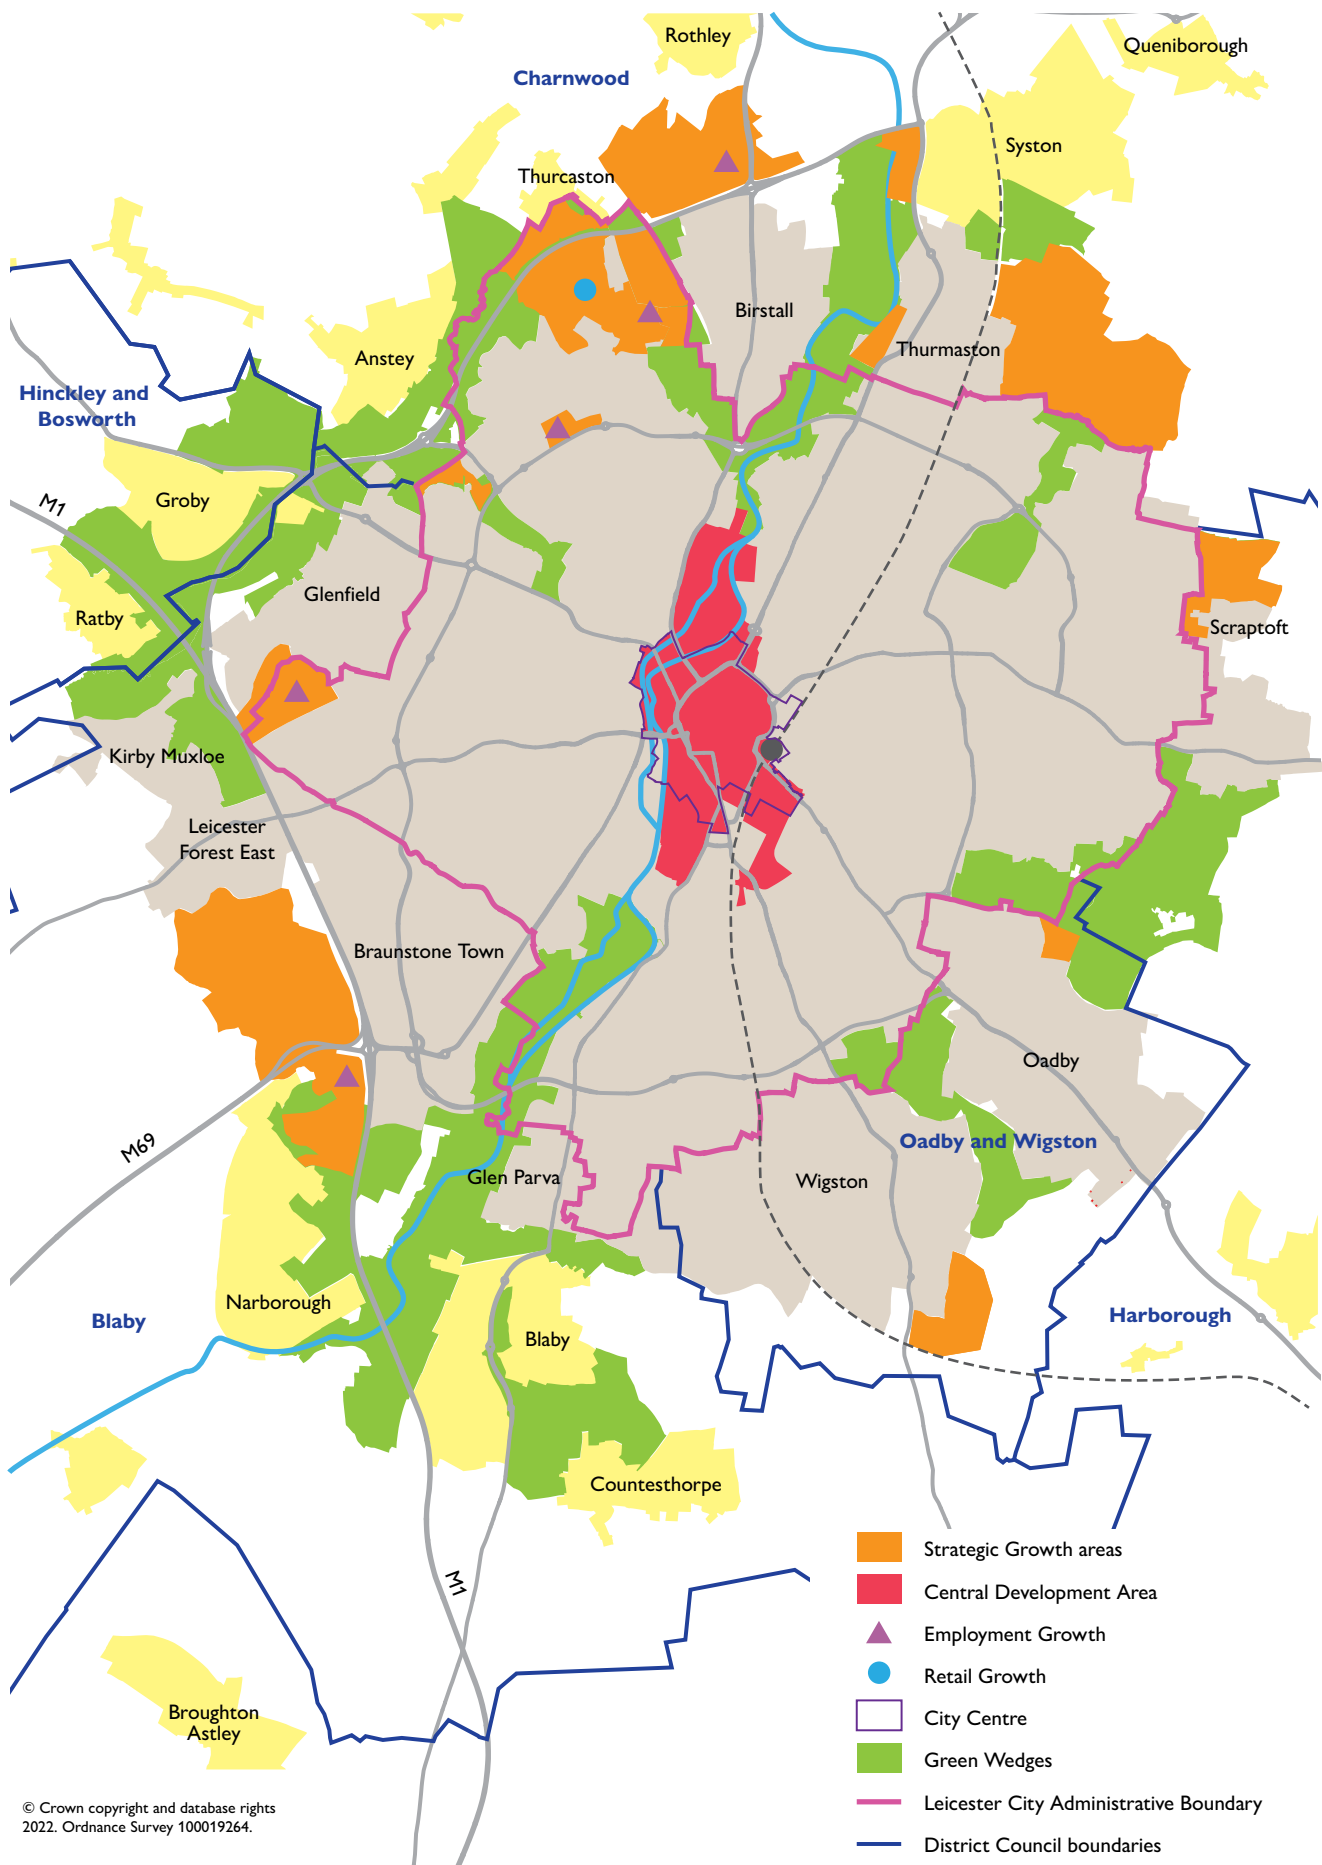 Rothley
Queniborough
Charnwood
Syston
Thurcaston
Birstall
Thurmaston
Anstey
Hinckley and
Bosworth
Groby
M1
Glenfield
Ratby
Scraptoft
Kirby Muxloe
Leicester
Forest East
Braunstone Town
Oadby
M69
Oadby and Wigston
Glen Parva
Wigston
Narborough
Blaby
Harborough
Blaby
Countesthorpe
M1
Broughton
Astley
Strategic Growth areas
Central Development Area
Employment Growth
Retail Growth
City Centre
Green Wedges
Leicester City Administrative Boundary
District Council boundaries
© Crown copyright and database rights
2022. Ordnance Survey 100019264.